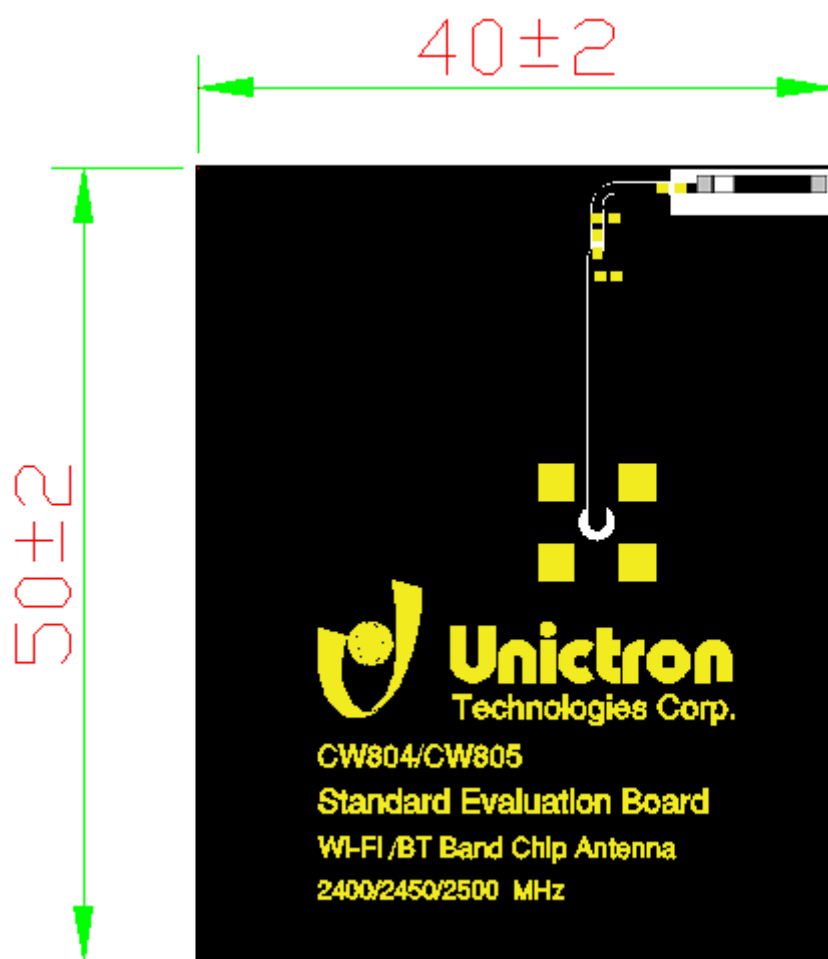 40±2
50±2
Unictron
Technologies Corp.
CW804/CW805
Standard Evaluation Board
WI-FI/BT Band Chip Antenna
2400/2450/2500 MHz